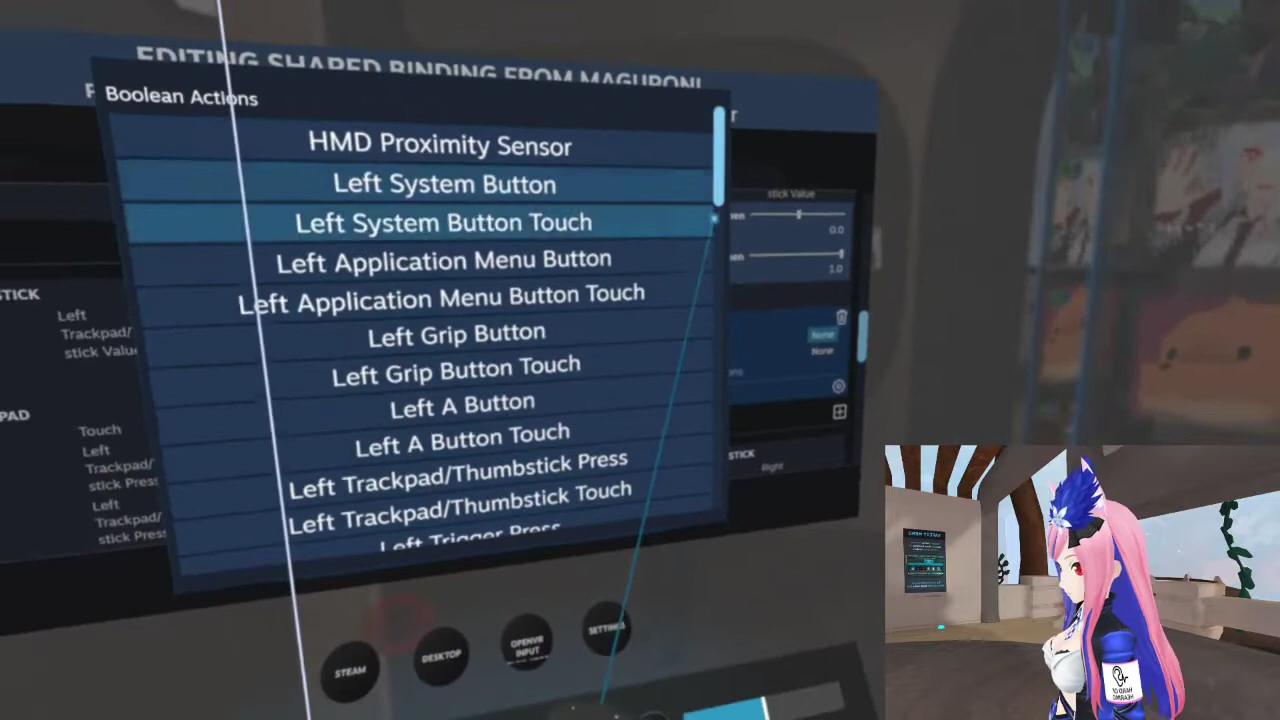 EDITING SHARED BINDING FROM MAGURONI
Boolean Actions
HMD Proximity Sensor
Left System Button
Left System Button Touch
Left Application Menu Button
Left Application Menu Button Touch
Left Grip Button
Left Grip Button Touch
Left A Button
Left A Button Touch
Left Trackpad/Thumbstick Press
Left Trackpad/Thumbstick Touch
Left Trigger Press
STICK
Left
Trackpad/
stick Value
PAD
Touch
Left
Trackpad/
stick Press
Left
Trackpad/
stick Press
stick Value
0.0
1.0
None
None
STICK
Right
STEAM
DESKTOP
OPENVR
INPUT
SETTINGS
HARD OF
HEARING